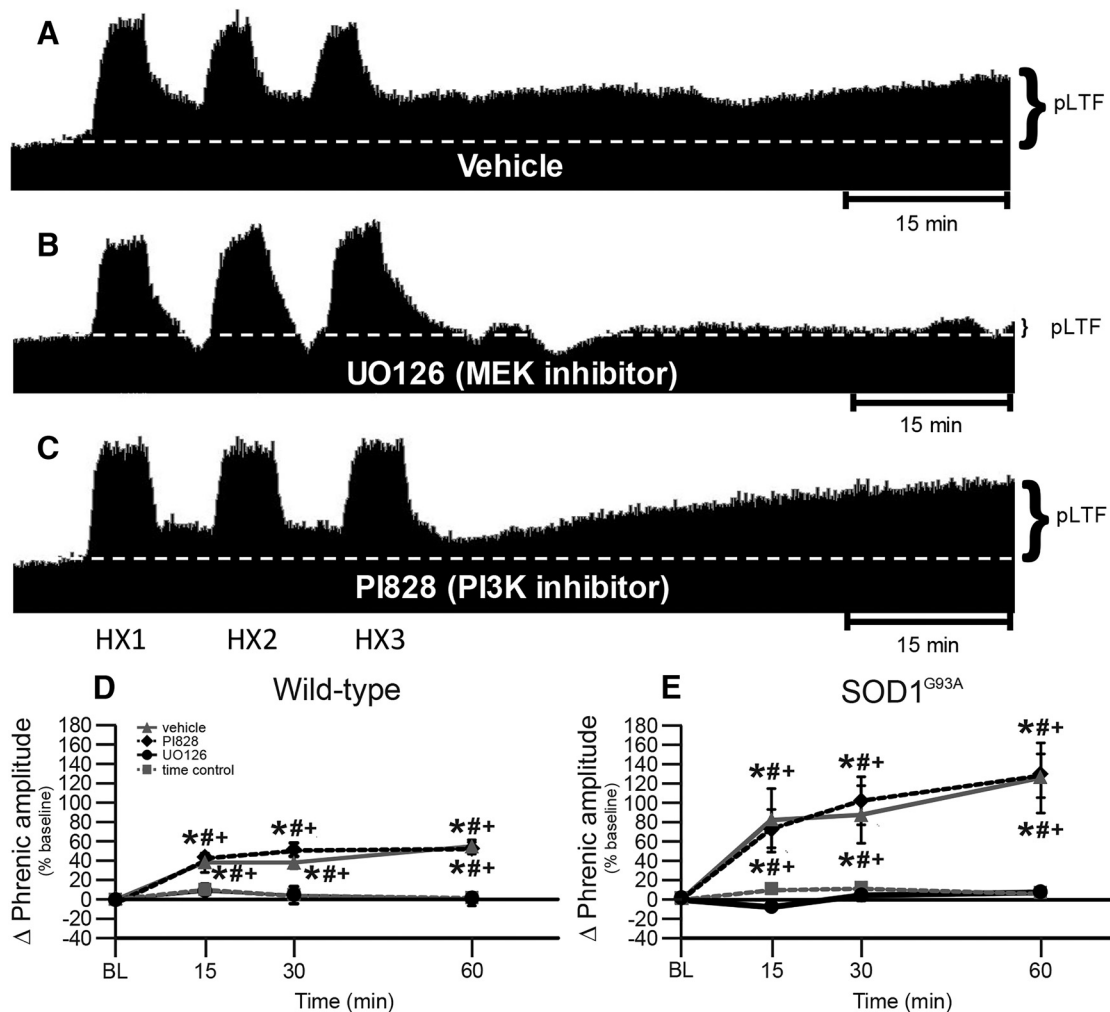 A
pLTF
Vehicle
15 min
B
pLTF
UO126 (MEK inhibitor)
15 min
C
pLTF
PI828 (PI3K inhibitor)
HX1 HX2 HX3
15 min
D Wild-type
Δ Phrenic amplitude
(% baseline)
180
160
140
120
100
80
60
40
20
0
-20
-40
vehicle
PI828
UO126
time control
*#+ *#+ *#+
*#+ *#+ *#+
BL 15 30 60
Time (min)
E SOD1G93A
Δ Phrenic amplitude
(% baseline)
180
160
140
120
100
80
60
40
20
0
-20
-40
*#+ *#+ *#+
*#+ *#+ *#+
BL 15 30 60
Time (min)